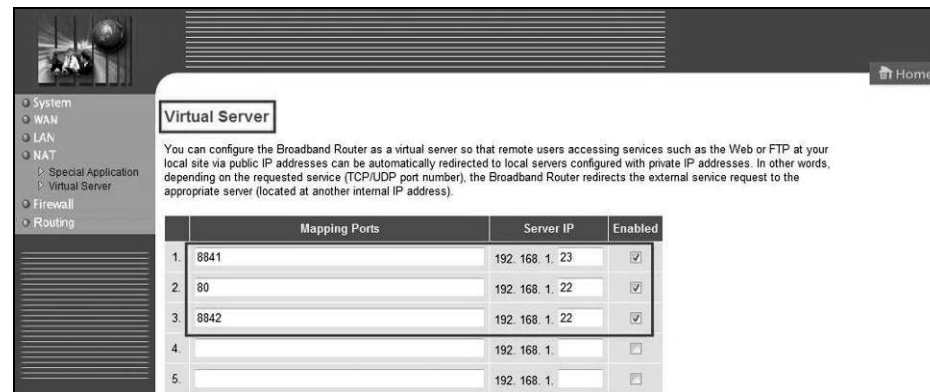 Home
System
WAN
LAN
NAT
Special Application
Virtual Server
Firewall
Routing
Virtual Server
You can configure the Broadband Router as a virtual server so that remote users accessing services such as the Web or FTP at your
local site via public IP addresses can be automatically redirected to local servers configured with private IP addresses. In other words,
depending on the requested service (TCP/UDP port number), the Broadband Router redirects the external service request to the
appropriate server (located at another internal IP address).
Mapping Ports Server IP Enabled
1. 8841 192. 168. 1. 23
2. 80 192. 168. 1. 22
3. 8842 192. 168. 1. 22
4. 192. 168. 1.
5. 192. 168. 1.